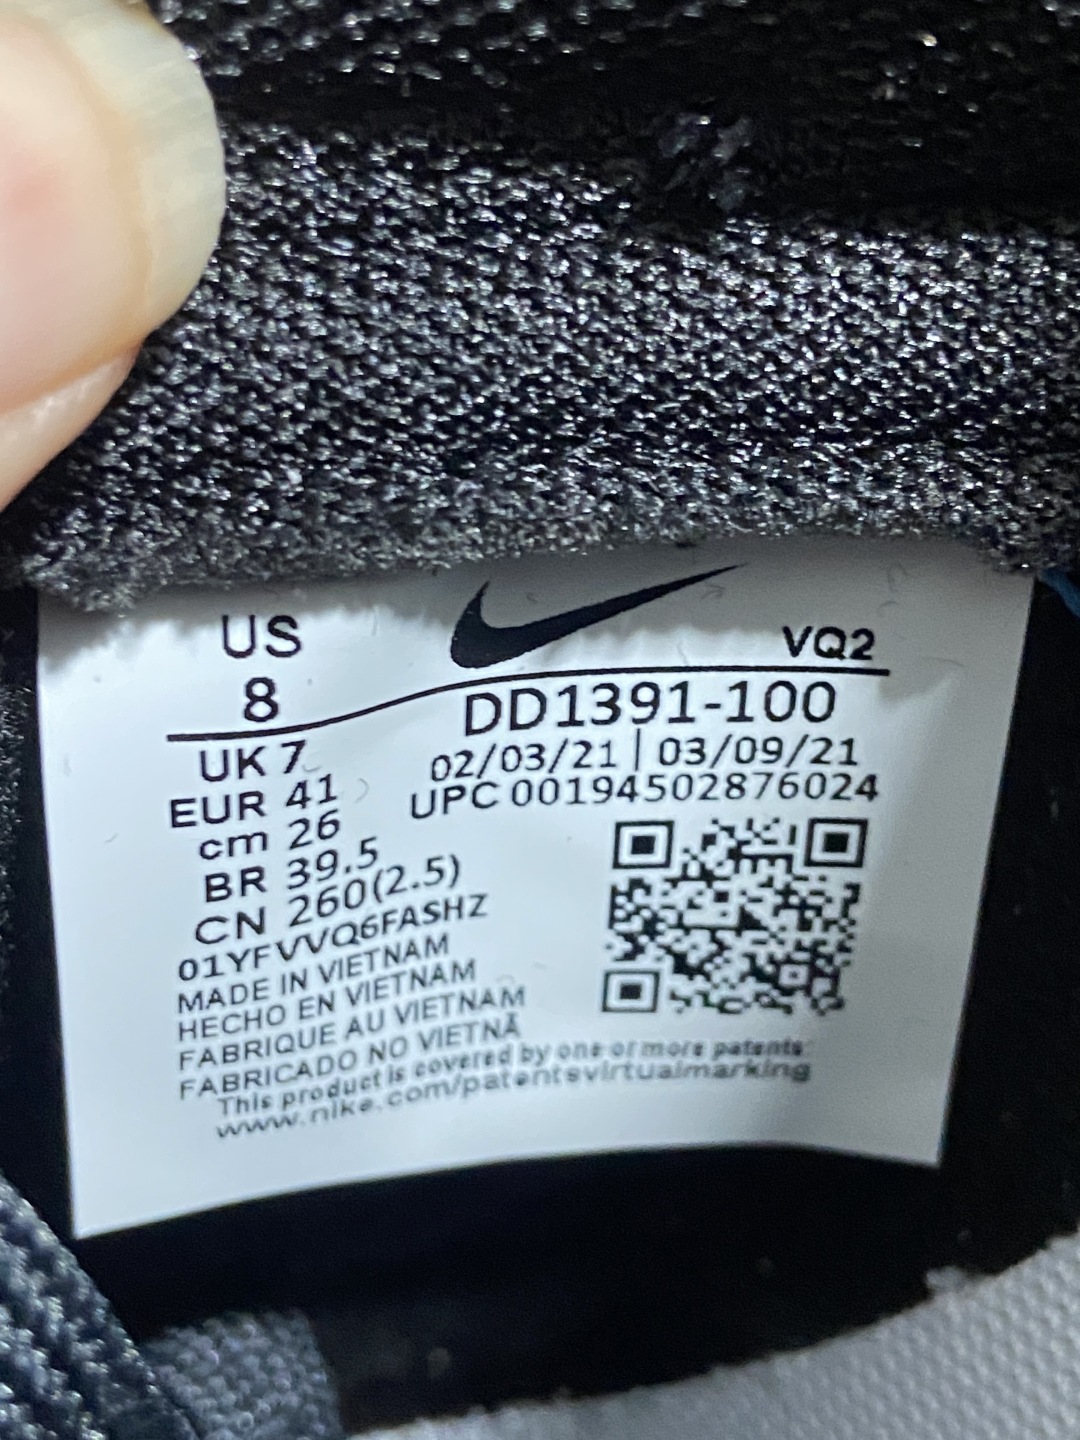 US
8
VQ2
DD1391-100
02/03/21 | 03/09/21
UPC 00194502876024
UK 7
EUR 41
cm 26
BR 39.5
CN 260(2.5)
01YFVVQ6FASHZ
MADE IN VIETNAM
HECHO EN VIETNAM
FABRIQUE AU VIETNAM
FABRICADO NO VIETNÃ
This product is covered by one or more patents:
www.nike.com/patentsvirtualmarking